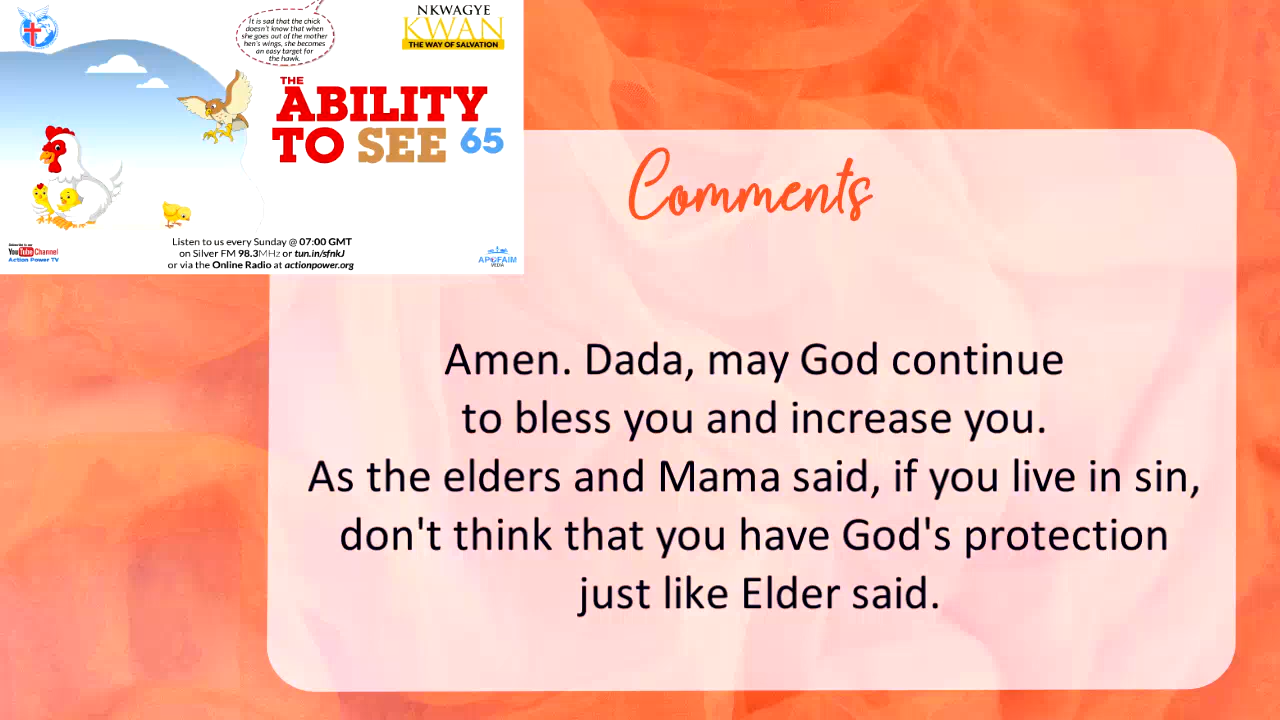 It is sad that the chick
doesn't know that when
she goes out of the mother
hen's wings, she becomes
an easy target for
the hawk.
NKWAGYE
KWAN
THE WAY OF SALVATION
THE
ABILITY
TO SEE 65
Listen to us every Sunday @ 07:00 GMT
on Silver FM 98.3MHz or tun.in/sfnkJ
or via the Online Radio at actionpower.org
YouTube Channel
Action Power TV
APOFAIM
MEDIA
Comments
Amen. Dada, may God continue
to bless you and increase you.
As the elders and Mama said, if you live in sin,
don't think that you have God's protection
just like Elder said.